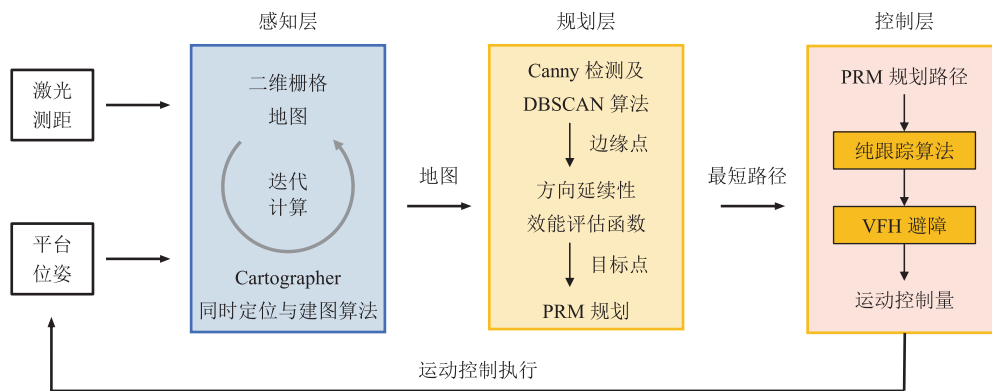 感知层
规划层
控制层
激光
测距
平台
位姿
二维栅格
地图
迭代
计算
Cartographer
同时定位与建图算法
地图
Canny 检测及
DBSCAN 算法
边缘点
方向延续性
效能评估函数
目标点
PRM 规划
最短路径
PRM 规划路径
纯跟踪算法
VFH 避障
运动控制量
运动控制执行